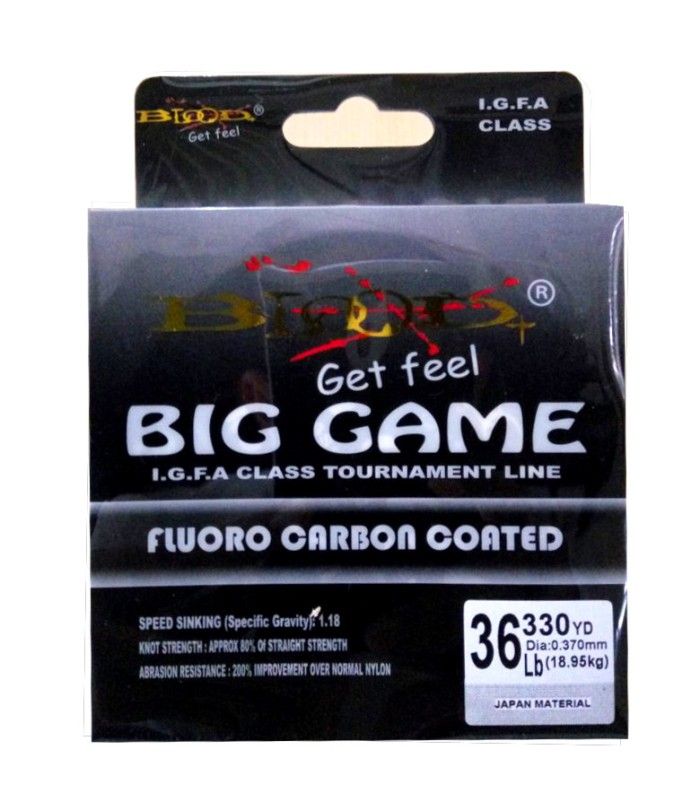 BLOODS®
Get feel
I.G.F.A
CLASS
BLOODS®
Get feel
BIG GAME
I.G.F.A CLASS TOURNAMENT LINE
FLUORO CARBON COATED
SPEED SINKING (Specific Gravity): 1.18
KNOT STRENGTH : APPROX 80% OF STRAIGHT STRENGTH
ABRASION RESISTANCE : 200% IMPROVEMENT OVER NORMAL NYLON
36 Lb
330 YD
Dia:0.370mm
(18.95kg)
JAPAN MATERIAL